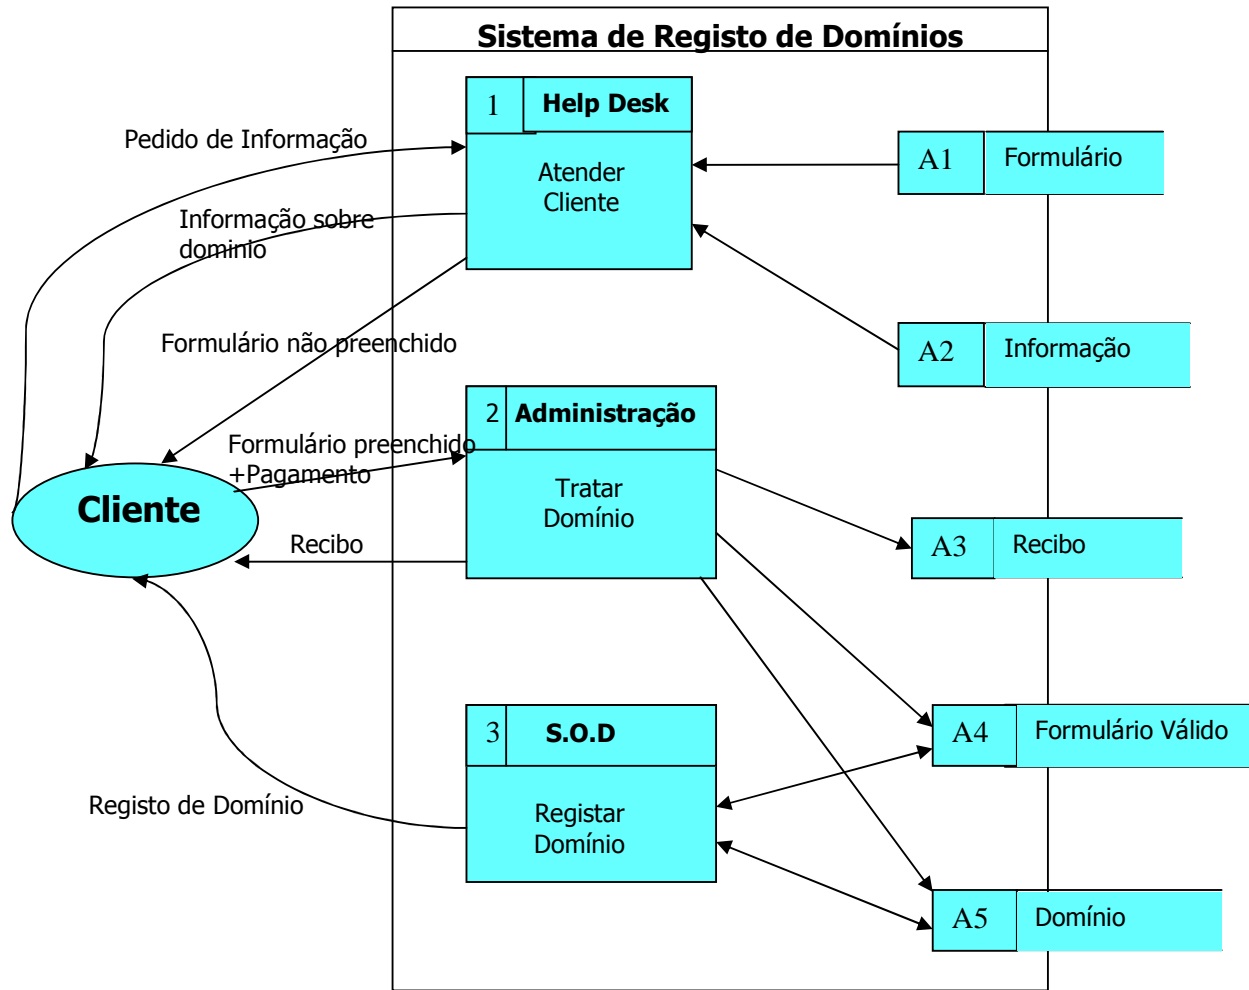 Sistema de Registo de Domínios
1
Help Desk
Atender
Cliente
Pedido de Informação
Informação sobre
dominio
Formulário não preenchido
A1
Formulário
A2
Informação
2
Administração
Tratar
Domínio
Formulário preenchido
+Pagamento
Cliente
Recibo
A3
Recibo
3
S.O.D
Registar
Domínio
Registo de Domínio
A4
Formulário Válido
A5
Domínio